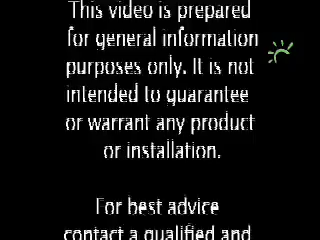 This video is prepared
for general information
purposes only. It is not
intended to guarantee
or warrant any product
or installation.
For best advice
contact a qualified and